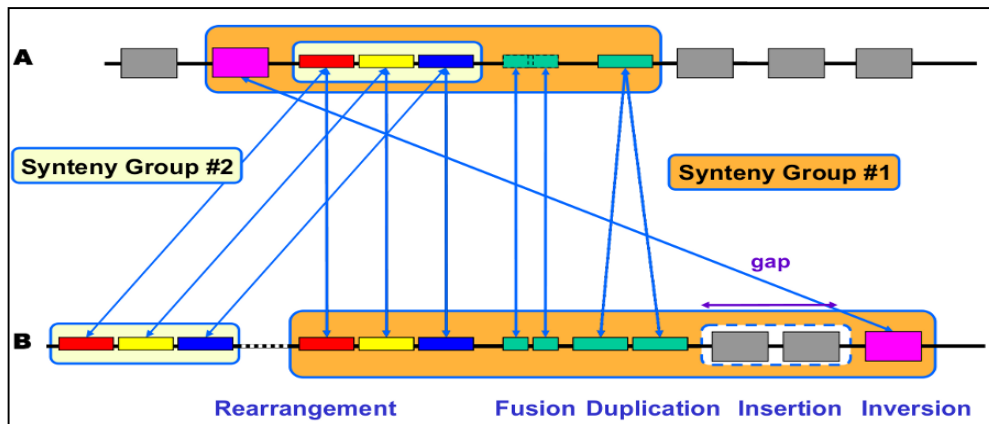 A
Synteny Group #2
Synteny Group #1
gap
B
Rearrangement Fusion Duplication Insertion Inversion